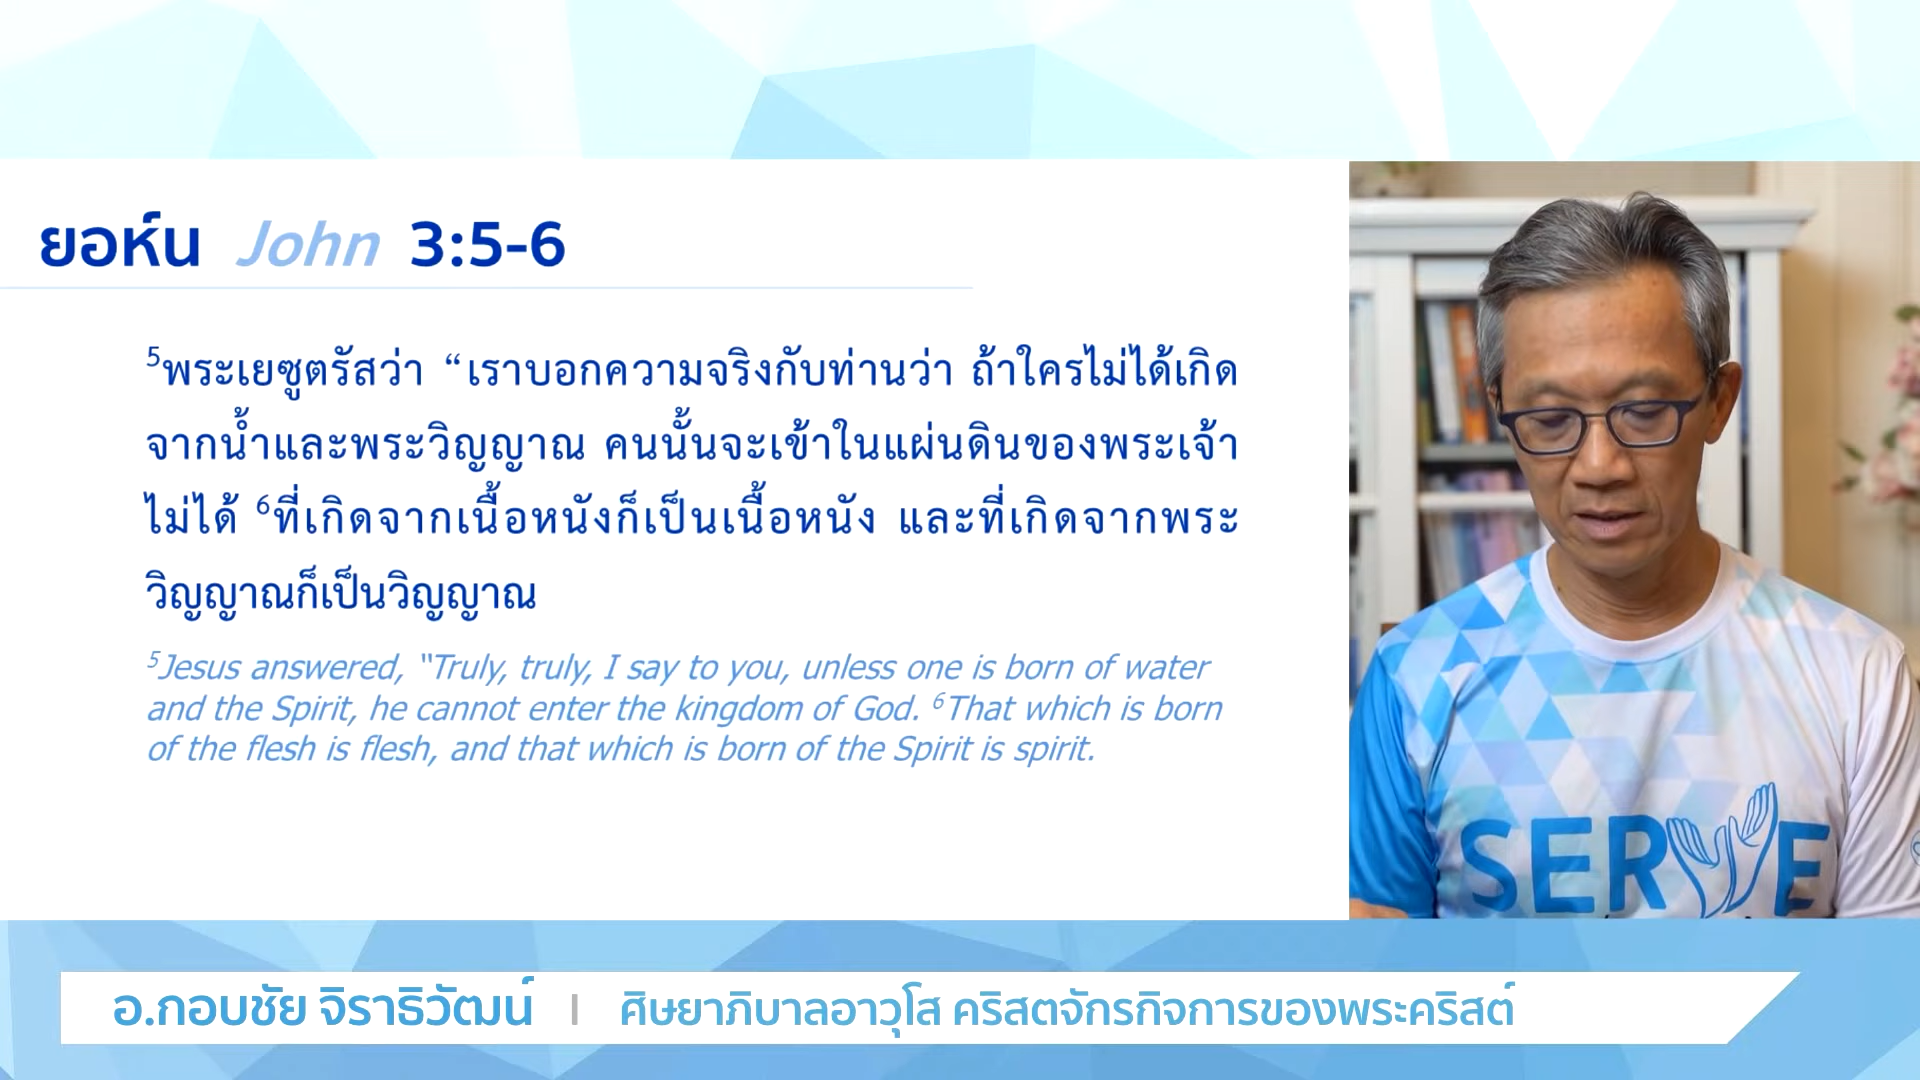 ยอห์น John 3:5-6
5พระเยซูตรัสว่า “เราบอกความจริงกับท่านว่า ถ้าใครไม่ได้เกิด
จากน้ำและพระวิญญาณ คนนั้นจะเข้าในแผ่นดินของพระเจ้า
ไม่ได้ 6ที่เกิดจากเนื้อหนังก็เป็นเนื้อหนัง และที่เกิดจากพระ
วิญญาณก็เป็นวิญญาณ
5Jesus answered, “Truly, truly, I say to you, unless one is born of water
and the Spirit, he cannot enter the kingdom of God. 6That which is born
of the flesh is flesh, and that which is born of the Spirit is spirit.
SERVE
อ.กอบชัย จิราธิวัฒน์ | ศิษยาภิบาลอาวุโส คริสตจักรกิจการของพระคริสต์